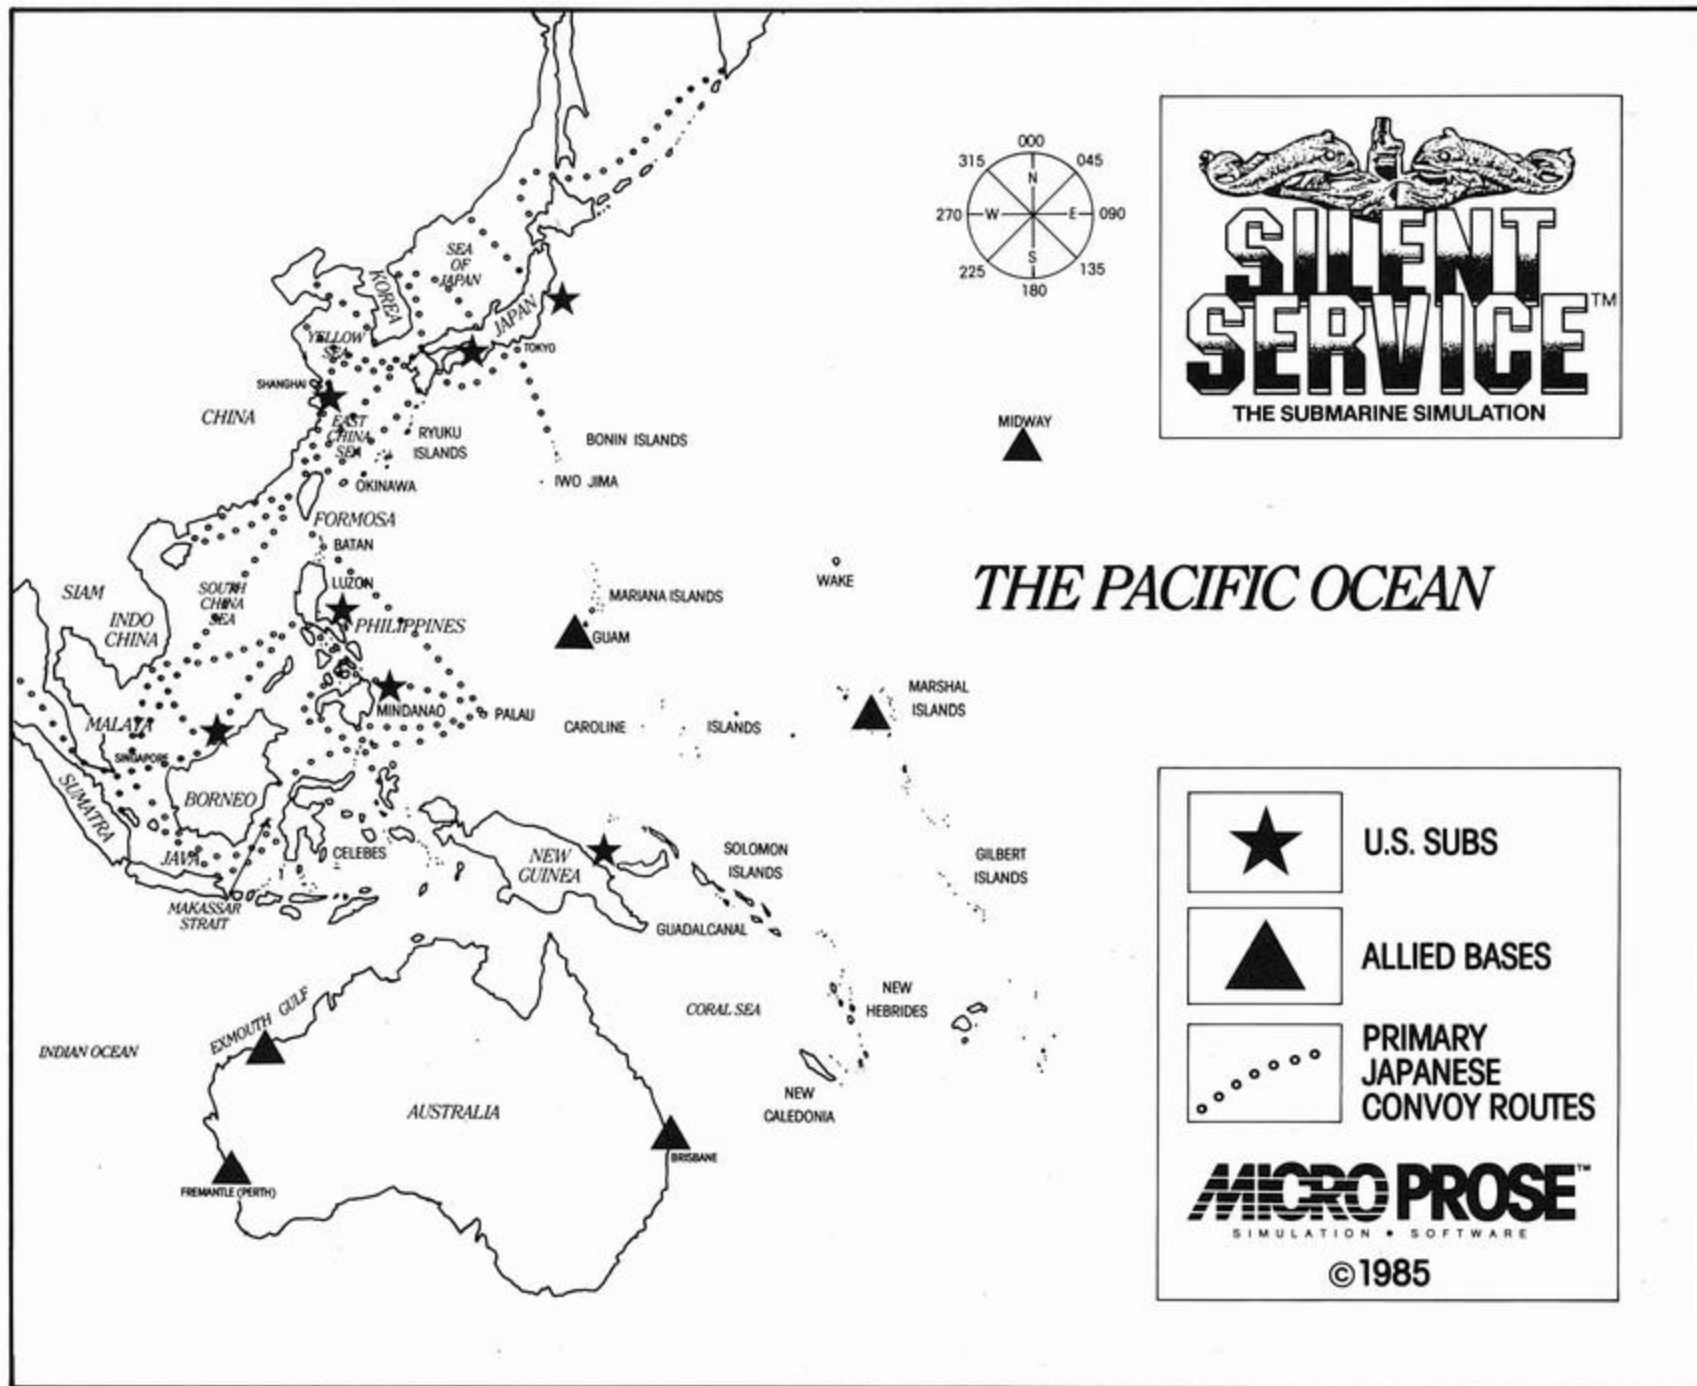 000
315
045
N
270
W
E
090
S
225
135
180
SILENT
SERVICE™
THE SUBMARINE SIMULATION
SEA
OF
JAPAN
KOREA
JAPAN
YELLOW
SEA
TOKYO
SHANGHAI
CHINA
EAST
CHINA
SEA
RYUKU
ISLANDS
BONIN ISLANDS
MIDWAY
OKINAWA
IWO JIMA
FORMOSA
BATAN
LUZON
SIAM
INDO
CHINA
SOUTH
CHINA
SEA
PHILIPPINES
MARIANA ISLANDS
GUAM
WAKE
THE PACIFIC OCEAN
MARSHAL
ISLANDS
MALAYA
MINDANAO
PALAU
CAROLINE ISLANDS
SINGAPORE
SUMATRA
BORNEO
JAVA
CELEBES
NEW
GUINEA
SOLOMON
ISLANDS
GILBERT
ISLANDS
MAKASSAR
STRAIT
GUADALCANAL
EXMOUTH GULF
CORAL SEA
NEW
HEBRIDES
INDIAN OCEAN
AUSTRALIA
NEW
CALEDONIA
BRISBANE
FREMANTLE (PERTH)
U.S. SUBS
ALLIED BASES
PRIMARY
JAPANESE
CONVOY ROUTES
MICROPROSE™
SIMULATION • SOFTWARE
©1985